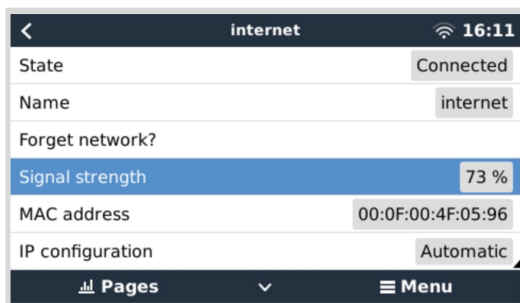 internet 16:11
State Connected
Name internet
Forget network?
Signal strength 73 %
MAC address 00:0F:00:4F:05:96
IP configuration Automatic
Pages Menu